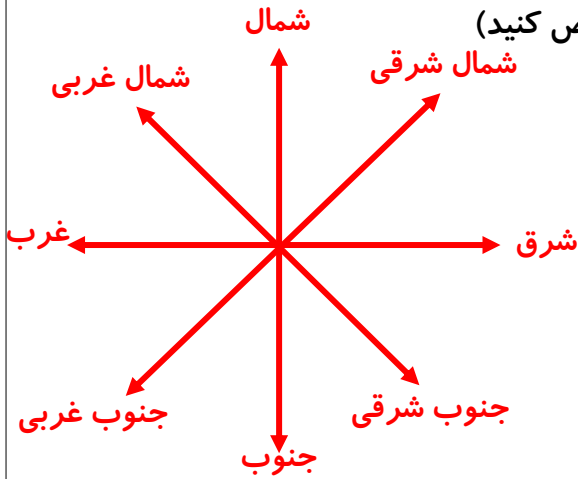 کنید)
شمال
شمال شرقی
شمال غربی
شرق
غرب
جنوب شرقی
جنوب غربی
جنوب